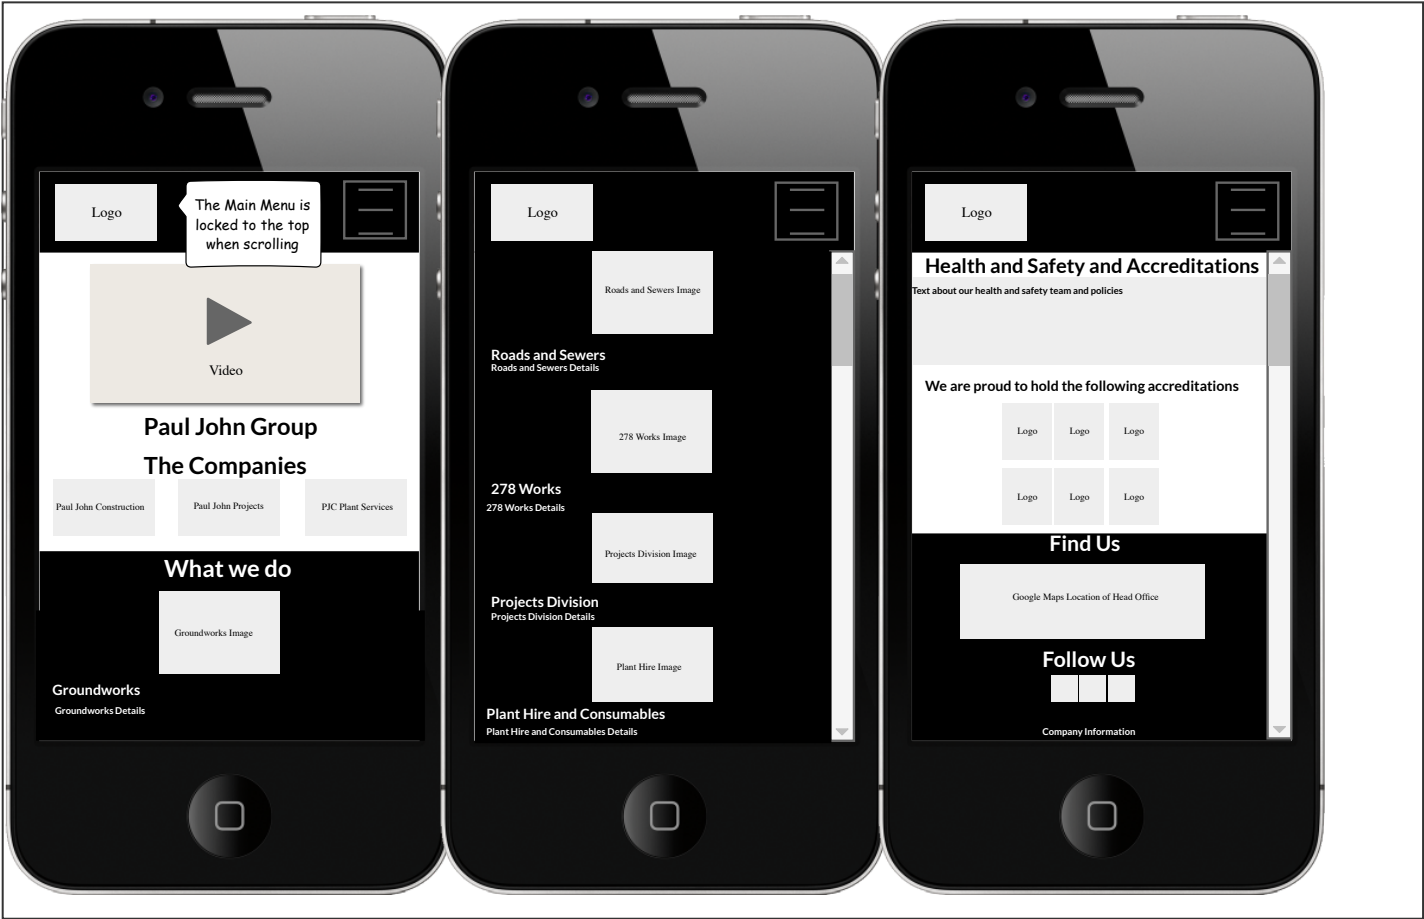 Logo
The Main Menu is
locked to the top
when scrolling
Video
Paul John Group
The Companies
Paul John Construction
Paul John Projects
PJC Plant Services
What we do
Groundworks Image
Groundworks
Groundworks Details
Logo
Roads and Sewers Image
Roads and Sewers
Roads and Sewers Details
278 Works Image
278 Works
278 Works Details
Projects Division Image
Projects Division
Projects Division Details
Plant Hire Image
Plant Hire and Consumables
Plant Hire and Consumables Details
Logo
Health and Safety and Accreditations
Text about our health and safety team and policies
We are proud to hold the following accreditations
Logo Logo Logo
Logo Logo Logo
Find Us
Google Maps Location of Head Office
Follow Us
Company Information